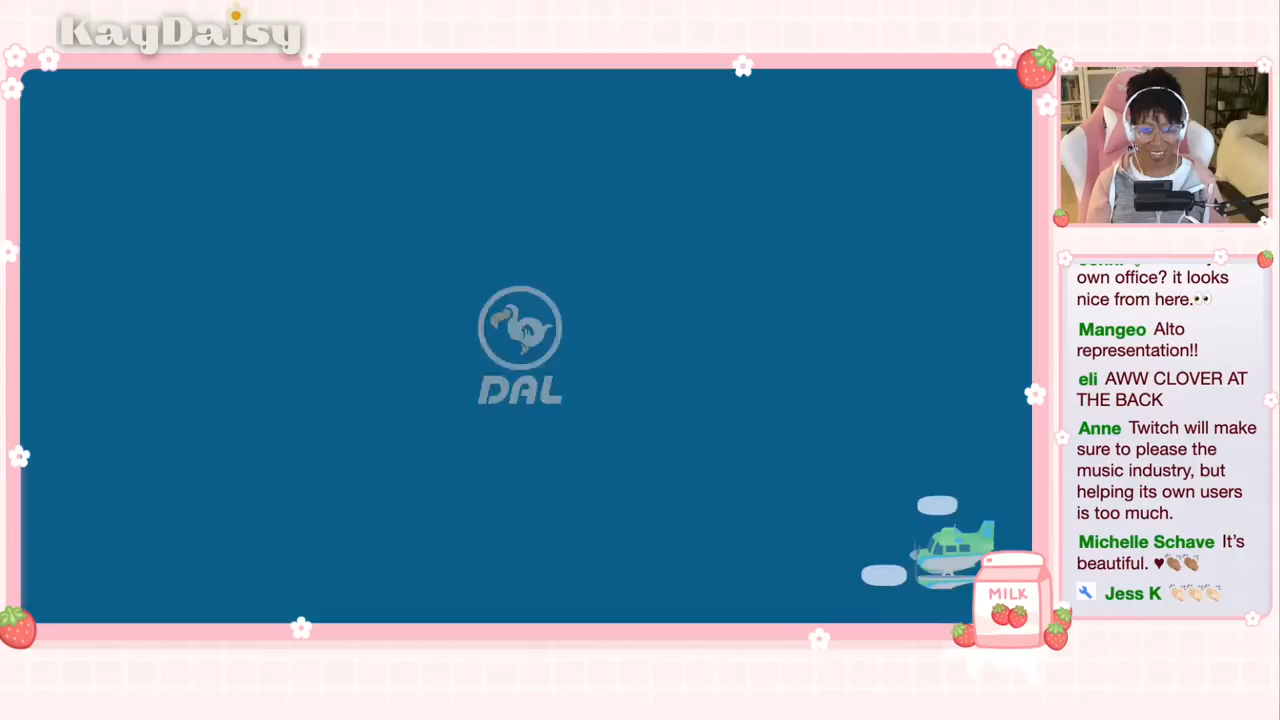 KayDaisy
DAL
MILK
own office? it looks
nice from here.👀
Mangeo Alto
representation!!
eli AWW CLOVER AT
THE BACK
Anne Twitch will make
sure to please the
music industry, but
helping its own users
is too much.
Michelle Schave It's
beautiful. ♥👏🏾👏🏾
Jess K 👏🏻👏🏻👏🏻